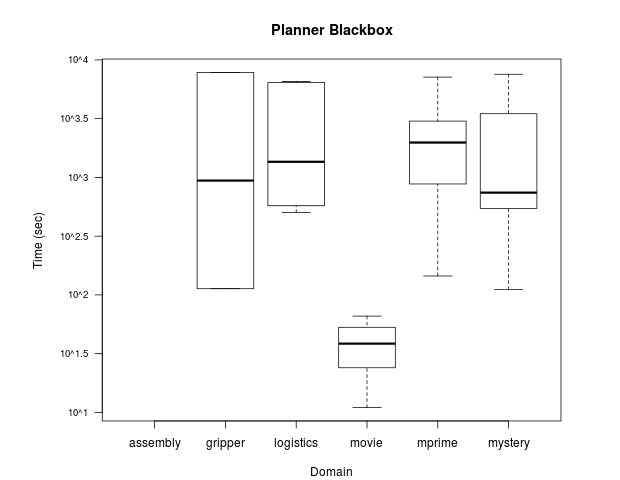 Planner Blackbox
10^4
10^3.5
10^3
10^2.5
10^2
10^1.5
10^1
Time (sec)
assembly gripper logistics movie mprime mystery
Domain